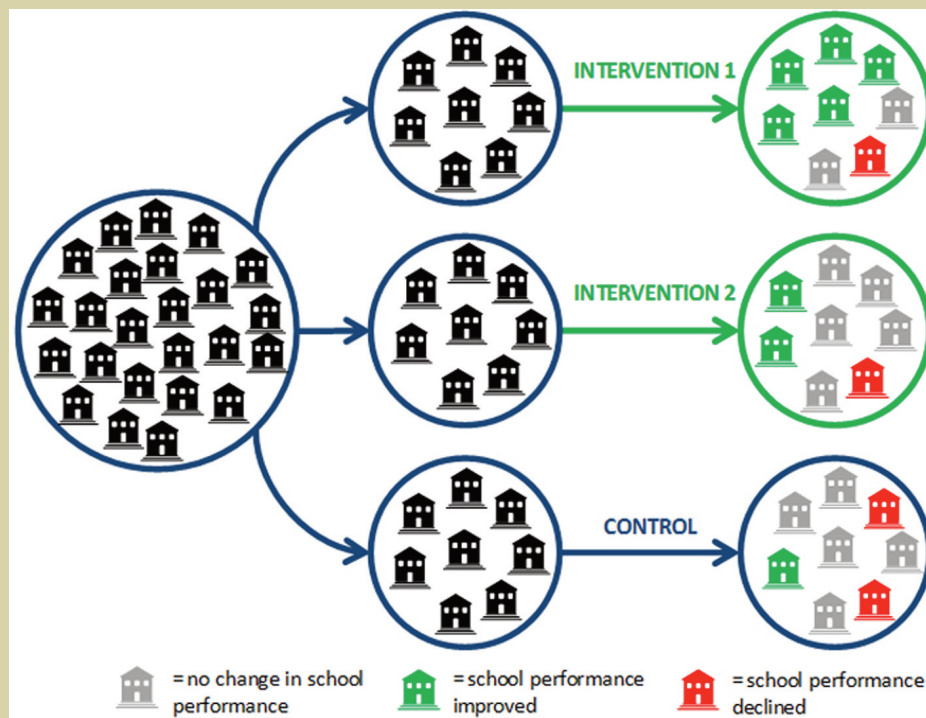 INTERVENTION 1
INTERVENTION 2
CONTROL
= no change in school
performance
= school performance
improved
= school performance
declined